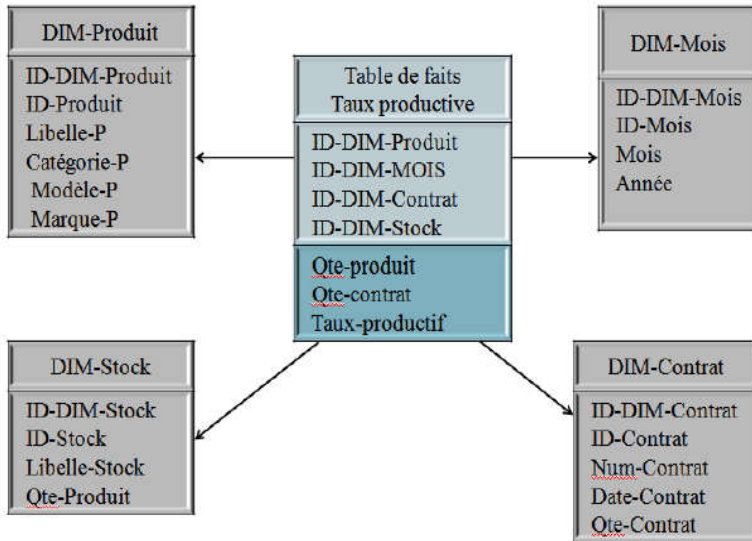 DIM-Produit
ID-DIM-Produit
ID-Produit
Libelle-P
Catégorie-P
Modèle-P
Marque-P
Table de faits
Taux productive
ID-DIM-Produit
ID-DIM-MOIS
ID-DIM-Contrat
ID-DIM-Stock
Qte-produit
Qte-contrat
Taux-productif
DIM-Mois
ID-DIM-Mois
ID-Mois
Mois
Année
DIM-Stock
ID-DIM-Stock
ID-Stock
Libelle-Stock
Qte-Produit
DIM-Contrat
ID-DIM-Contrat
ID-Contrat
Num-Contrat
Date-Contrat
Qte-Contrat